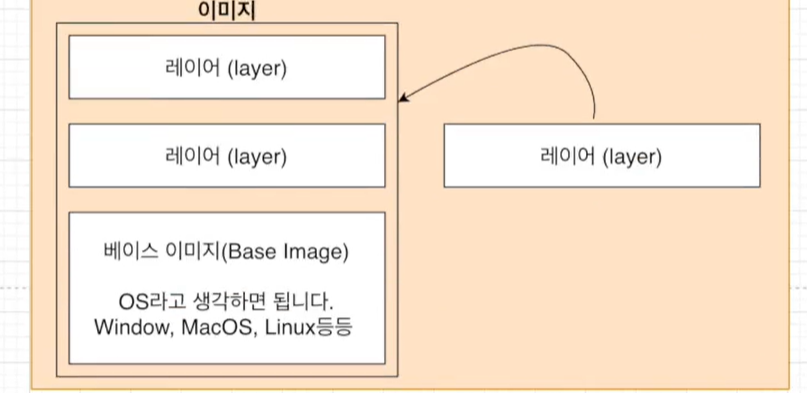 이미지
레이어 (layer)
레이어 (layer)
레이어 (layer)
베이스 이미지(Base Image)
OS라고 생각하면 됩니다.
Window, MacOS, Linux등등